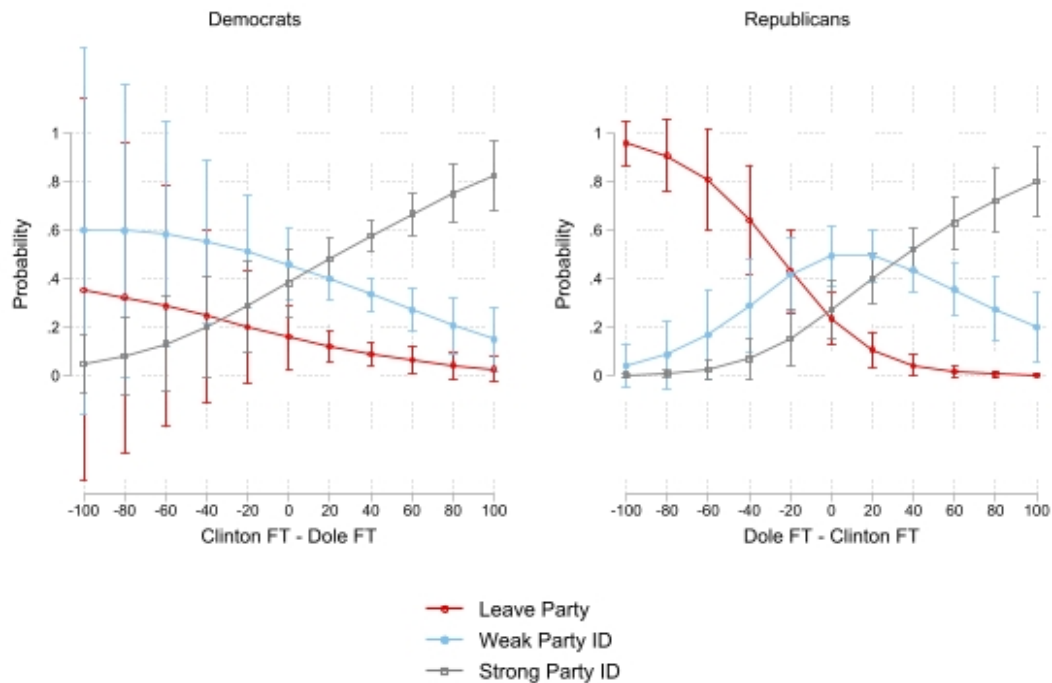 Democrats
Republicans
Probability
1
.8
.6
.4
.2
0
-100 -80 -60 -40 -20 0 20 40 60 80 100
Clinton FT - Dole FT
Probability
1
.8
.6
.4
.2
0
-100 -80 -60 -40 -20 0 20 40 60 80 100
Dole FT - Clinton FT
Leave Party
Weak Party ID
Strong Party ID